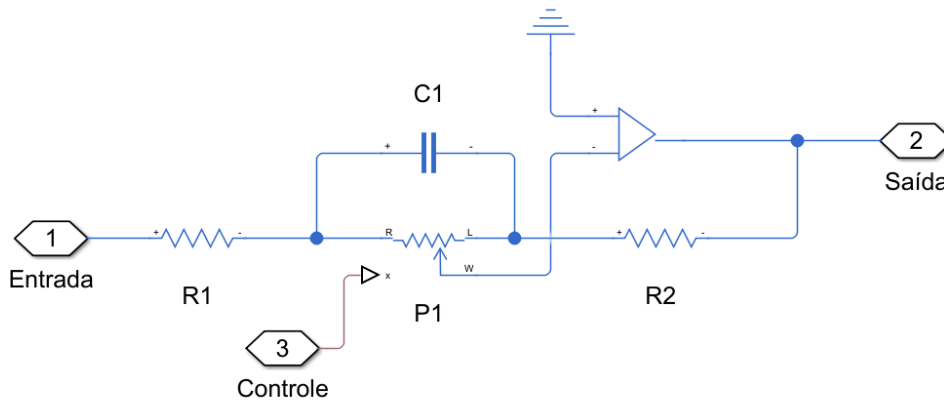 C1
+ -
+
-
2
Saída
1
Entrada
+ -
R L
+ -
W
x
R1
P1
R2
3
Controle